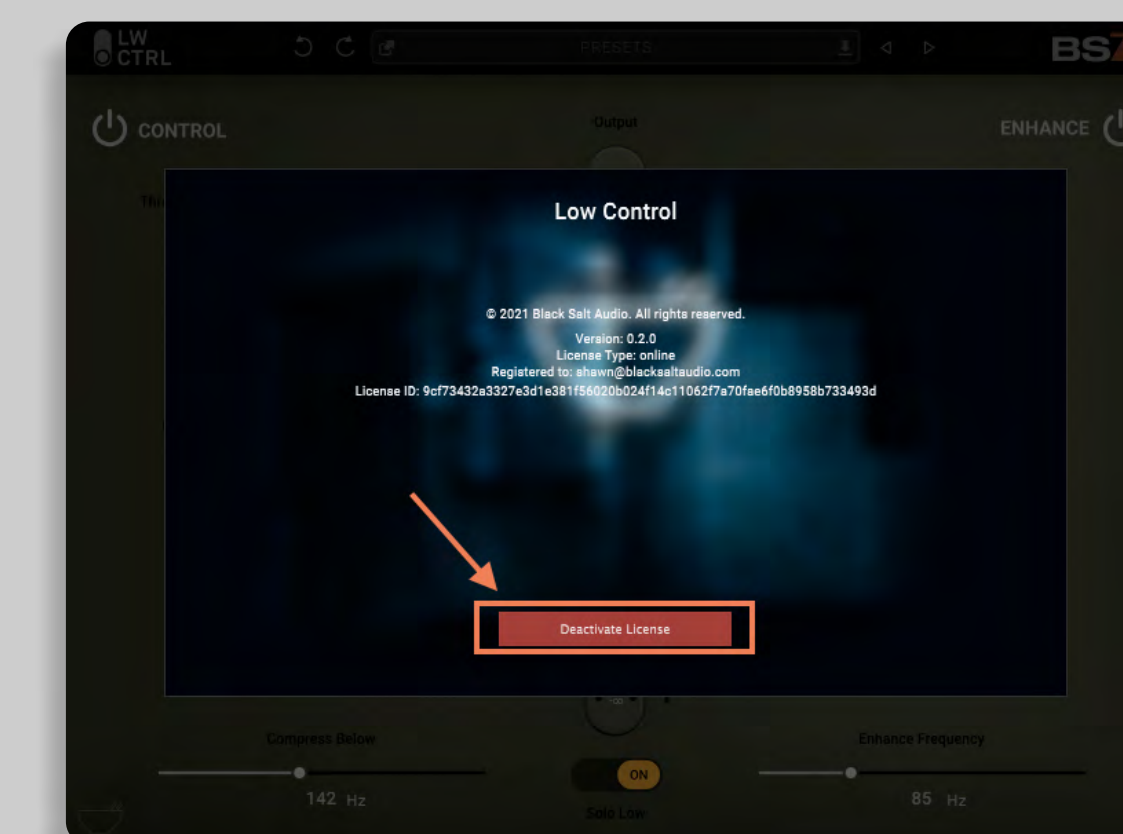 LW
CTRL
PRESETS
BS
CONTROL
Output
ENHANCE
Low Control
© 2021 Black Salt Audio. All rights reserved.
Version: 0.2.0
License Type: online
Registered to: shawn@blacksaltaudio.com
License ID: 9cf73432a3327e3d1e381f56020b024f14c11062f7a70fae6f0b8958b733493d
Deactivate License
-∞
Compress Below
Enhance Frequency
ON
142 Hz
85 Hz
Solo Low